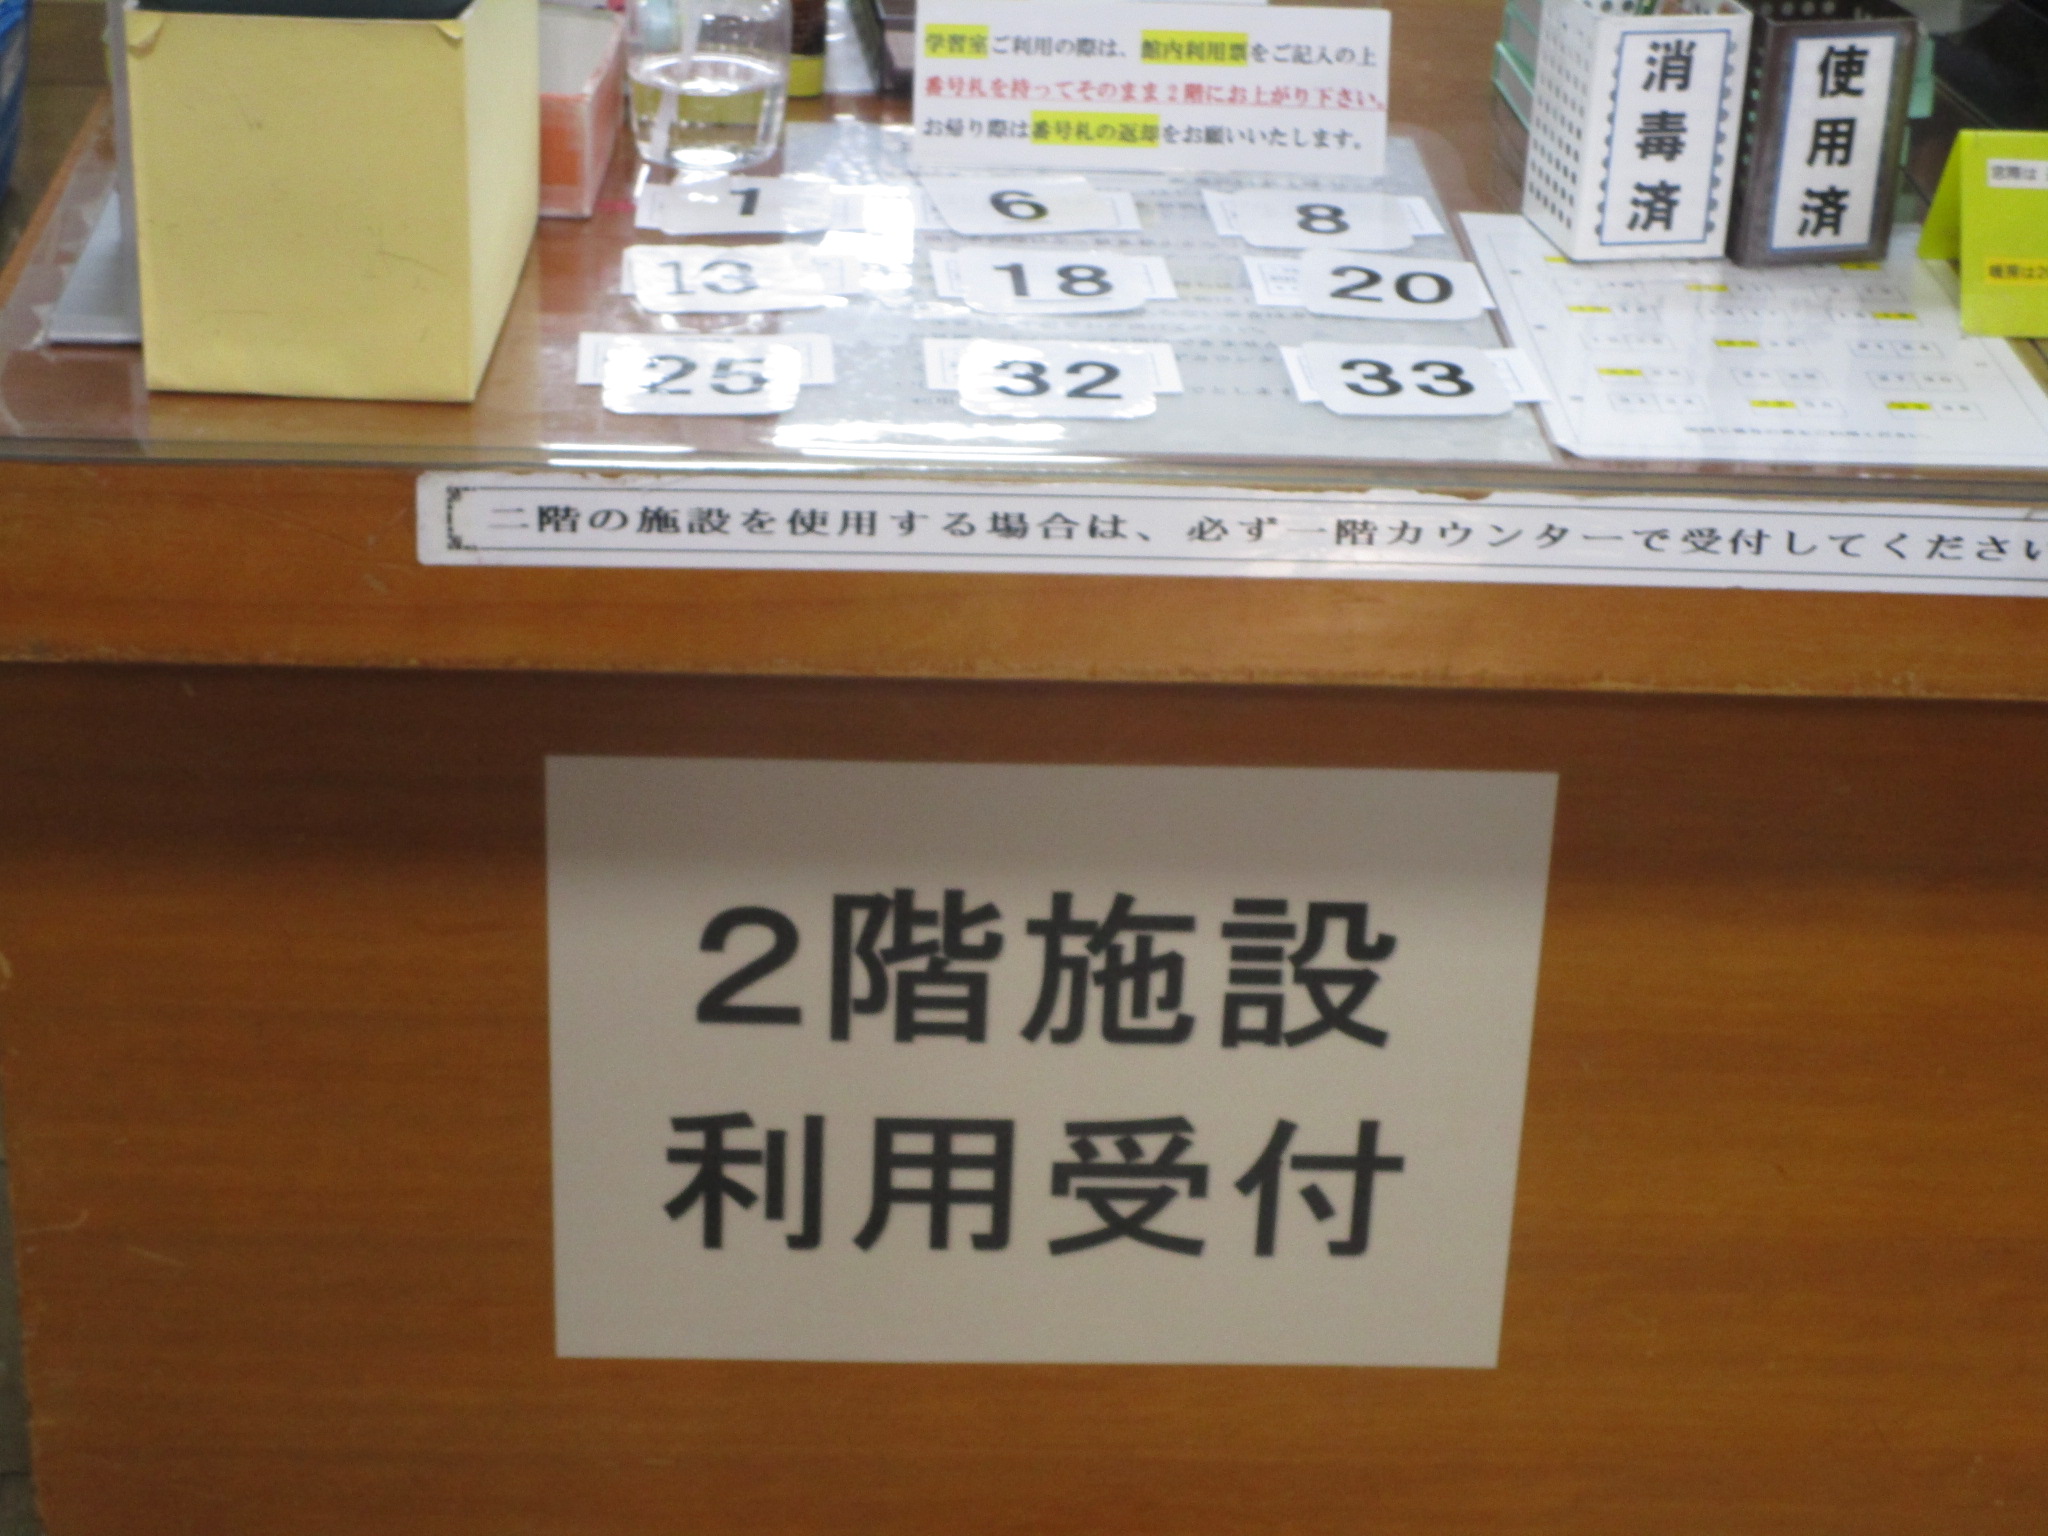 学習室ご利用の際は、館内利用票をご記入の上
番号札を持ってそのまま2階にお上がり下さい。
お帰り際は番号札の返却をお願いいたします。
消毒済
使用済
1
6
8
13
18
20
25
32
33
二階の施設を使用する場合は、必ず一階カウンターで受付してください
2階施設
利用受付